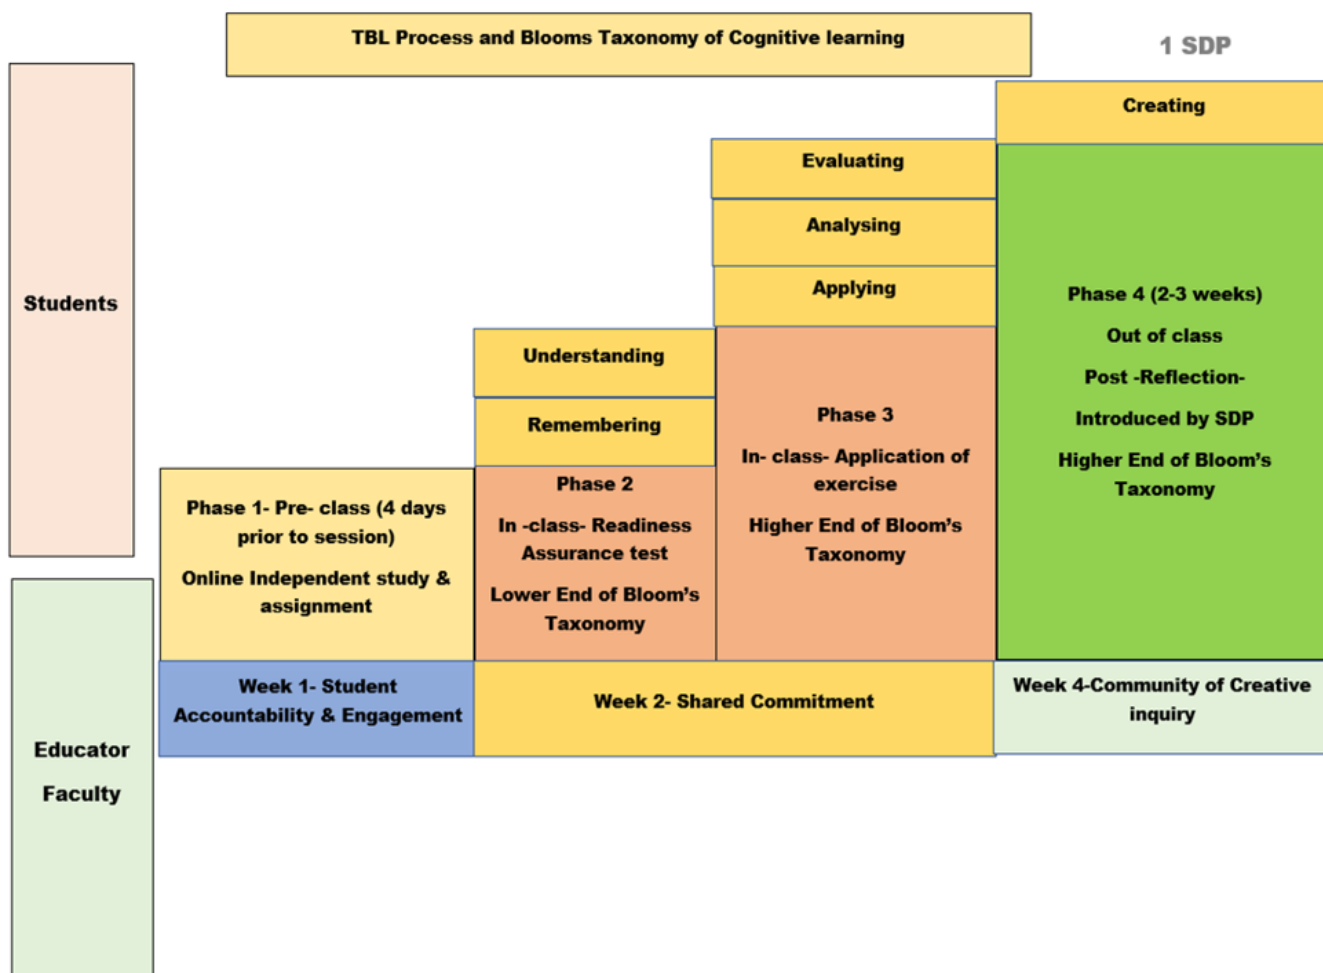 TBL Process and Blooms Taxonomy of Cognitive learning
1 SDP
Students
Educator
Faculty
Phase 1- Pre- class (4 days
prior to session)
Online Independent study &
assignment
Week 1- Student
Accountability & Engagement
Understanding
Remembering
Phase 2
In -class- Readiness
Assurance test
Lower End of Bloom’s
Taxonomy
Evaluating
Analysing
Applying
Phase 3
In- class- Application of
exercise
Higher End of Bloom’s
Taxonomy
Week 2- Shared Commitment
Creating
Phase 4 (2-3 weeks)
Out of class
Post -Reflection-
Introduced by SDP
Higher End of Bloom’s
Taxonomy
Week 4-Community of Creative
inquiry